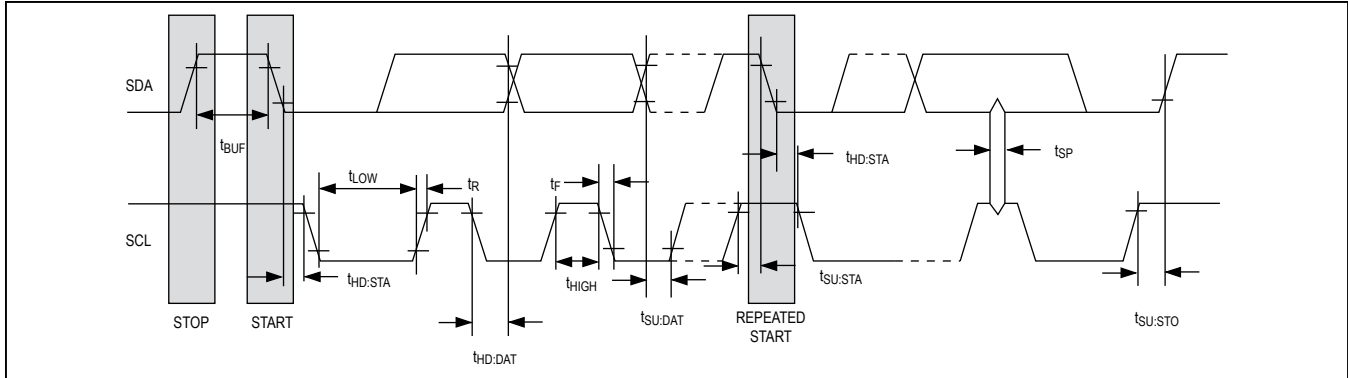 SDA
tBUF
tHD:STA
tSP
tLOW
tR
tF
SCL
tHD:STA
tHIGH
tSU:STA
STOP
START
tSU:DAT
REPEATED
START
tSU:STO
tHD:DAT